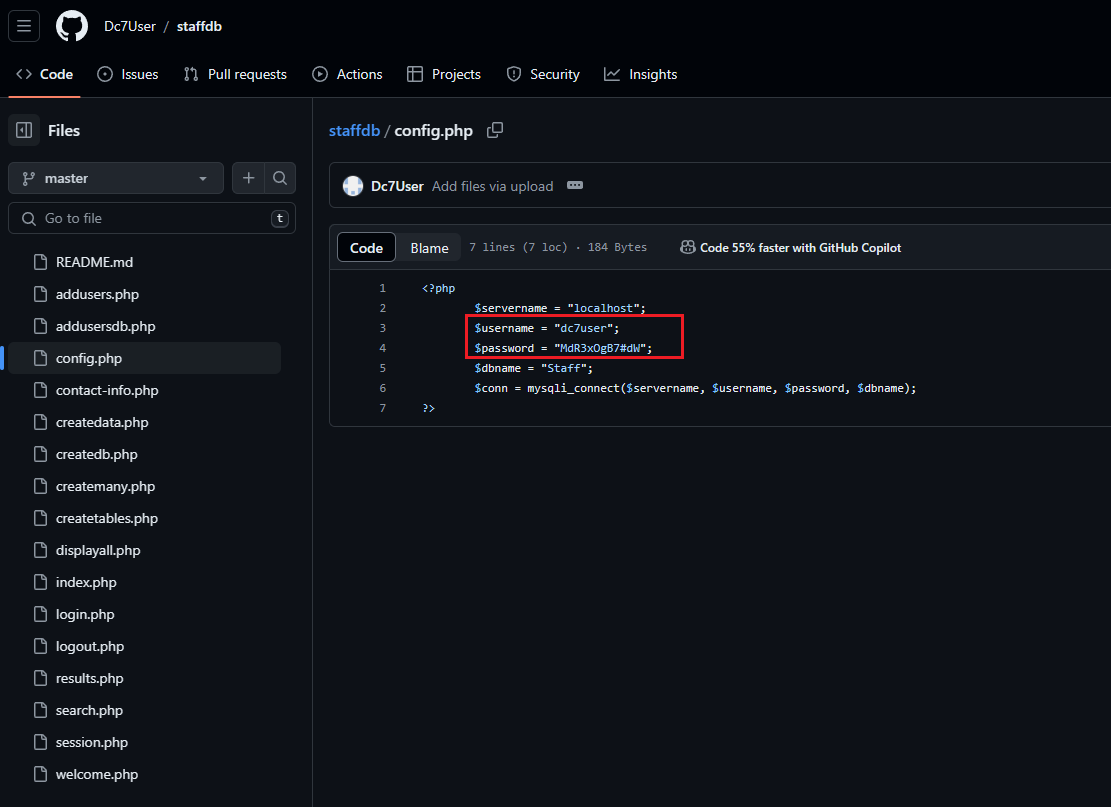 Dc7User / staffdb
Code Issues Pull requests Actions Projects Security Insights
Files
master
Go to file t
README.md
addusers.php
addusersdb.php
config.php
contact-info.php
createdata.php
createdb.php
createmany.php
createtables.php
displayall.php
index.php
login.php
logout.php
results.php
search.php
session.php
welcome.php
staffdb / config.php
Dc7User Add files via upload
Code Blame 7 lines (7 loc) · 184 Bytes Code 55% faster with GitHub Copilot
1 <?php
2 $servername = "localhost";
3 $username = "dc7user";
4 $password = "MdR3xOgB7#dW";
5 $dbname = "Staff";
6 $conn = mysqli_connect($servername, $username, $password, $dbname);
7 ?>